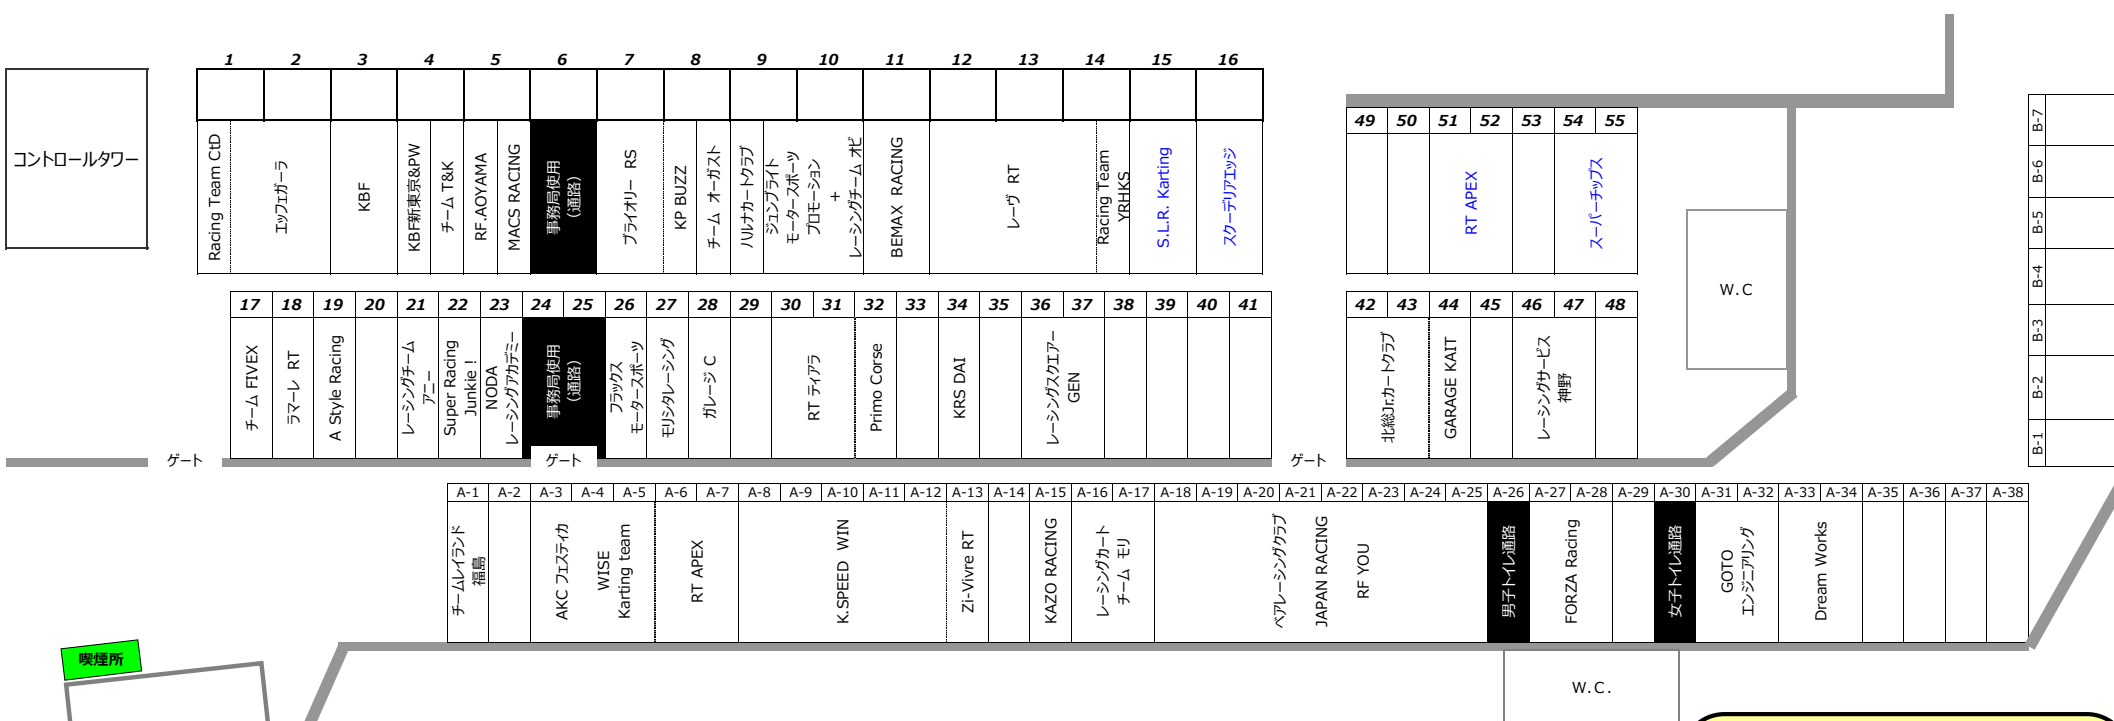 1 2 3 4 5 6 7 8 9 10 11 12 13 14 15 16
コントロールタワー
Racing Team CtD
エッフェガーラ
KBF
KBF新東京&PW
チーム T&K
RF.AOYAMA
MACS RACING
事務局使用
(通路)
ブライオリー RS
KP BUZZ
チーム オーガスト
ハルナカートクラブ
ジュンブライト
モータースポーツ
プロモーション
+
レーシングチーム オビ
BEMAX RACING
レーヴ RT
Racing Team
YRHKS
S.L.R. Karting
スクーデリアエッジ
49 50 51 52 53 54 55
RT APEX
スーパーチップス
W.C
B-7
B-6
B-5
B-4
B-3
B-2
B-1
17 18 19 20 21 22 23 24 25 26 27 28 29 30 31 32 33 34 35 36 37 38 39 40 41
チーム FIVEX
ラマーレ RT
A Style Racing
レーシングチーム
アニー
Super Racing
Junkie !
NODA
レーシングアカデミー
事務局使用
(通路)
フラックス
モータースポーツ
モリシタレーシング
ガレージ C
RT ティアラ
Primo Corse
KRS DAI
レーシングスクエアー
GEN
42 43 44 45 46 47 48
北総Jr.カートクラブ
GARAGE KAIT
レーシングサービス
神野
ゲート
ゲート
ゲート
A-1 A-2 A-3 A-4 A-5 A-6 A-7 A-8 A-9 A-10 A-11 A-12 A-13 A-14 A-15 A-16 A-17 A-18 A-19 A-20 A-21 A-22 A-23 A-24 A-25 A-26 A-27 A-28 A-29 A-30 A-31 A-32 A-33 A-34 A-35 A-36 A-37 A-38
チームレイランド
福島
AKC フェスティカ
WISE
Karting team
RT APEX
K.SPEED WIN
Zi-Vivre RT
KAZO RACING
レーシングカート
チーム モリ
ベアレーシングクラブ
JAPAN RACING
RF YOU
男子トイレ通路
FORZA Racing
女子トイレ通路
GOTO
エンジニアリング
Dream Works
喫煙所
W.C.